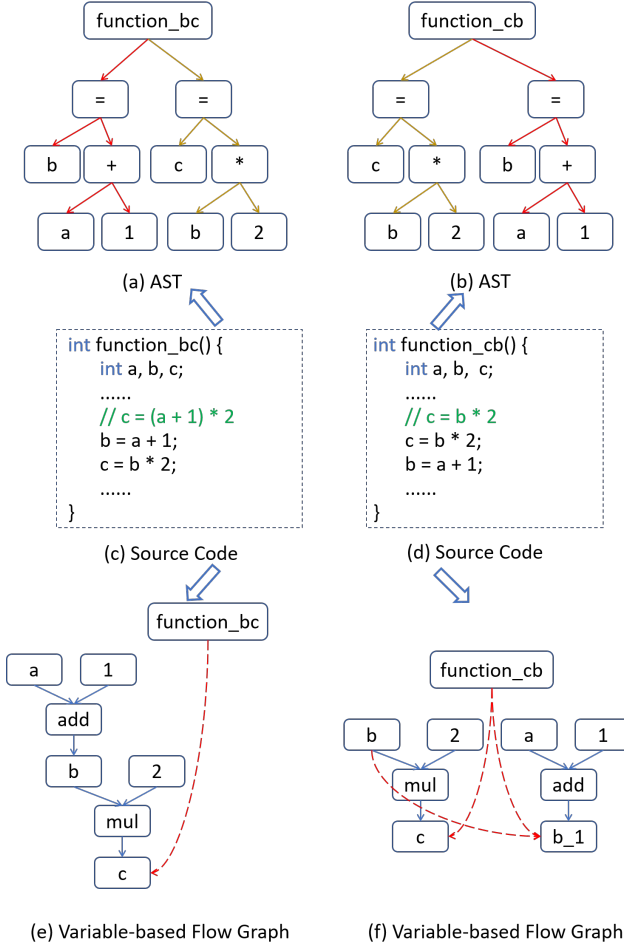 function_bc
function_cb
= =
= =
b + c *
c * b +
a 1 b 2
b 2 a 1
(a) AST
(b) AST
int function_bc() {
int a, b, c;
......
// c = (a + 1) * 2
b = a + 1;
c = b * 2;
......
}
(c) Source Code
int function_cb() {
int a, b, c;
......
// c = b * 2
c = b * 2;
b = a + 1;
......
}
(d) Source Code
function_bc
a 1
add
b 2
mul
c
(e) Variable-based Flow Graph
function_cb
b 2 a 1
mul add
c b_1
(f) Variable-based Flow Graph